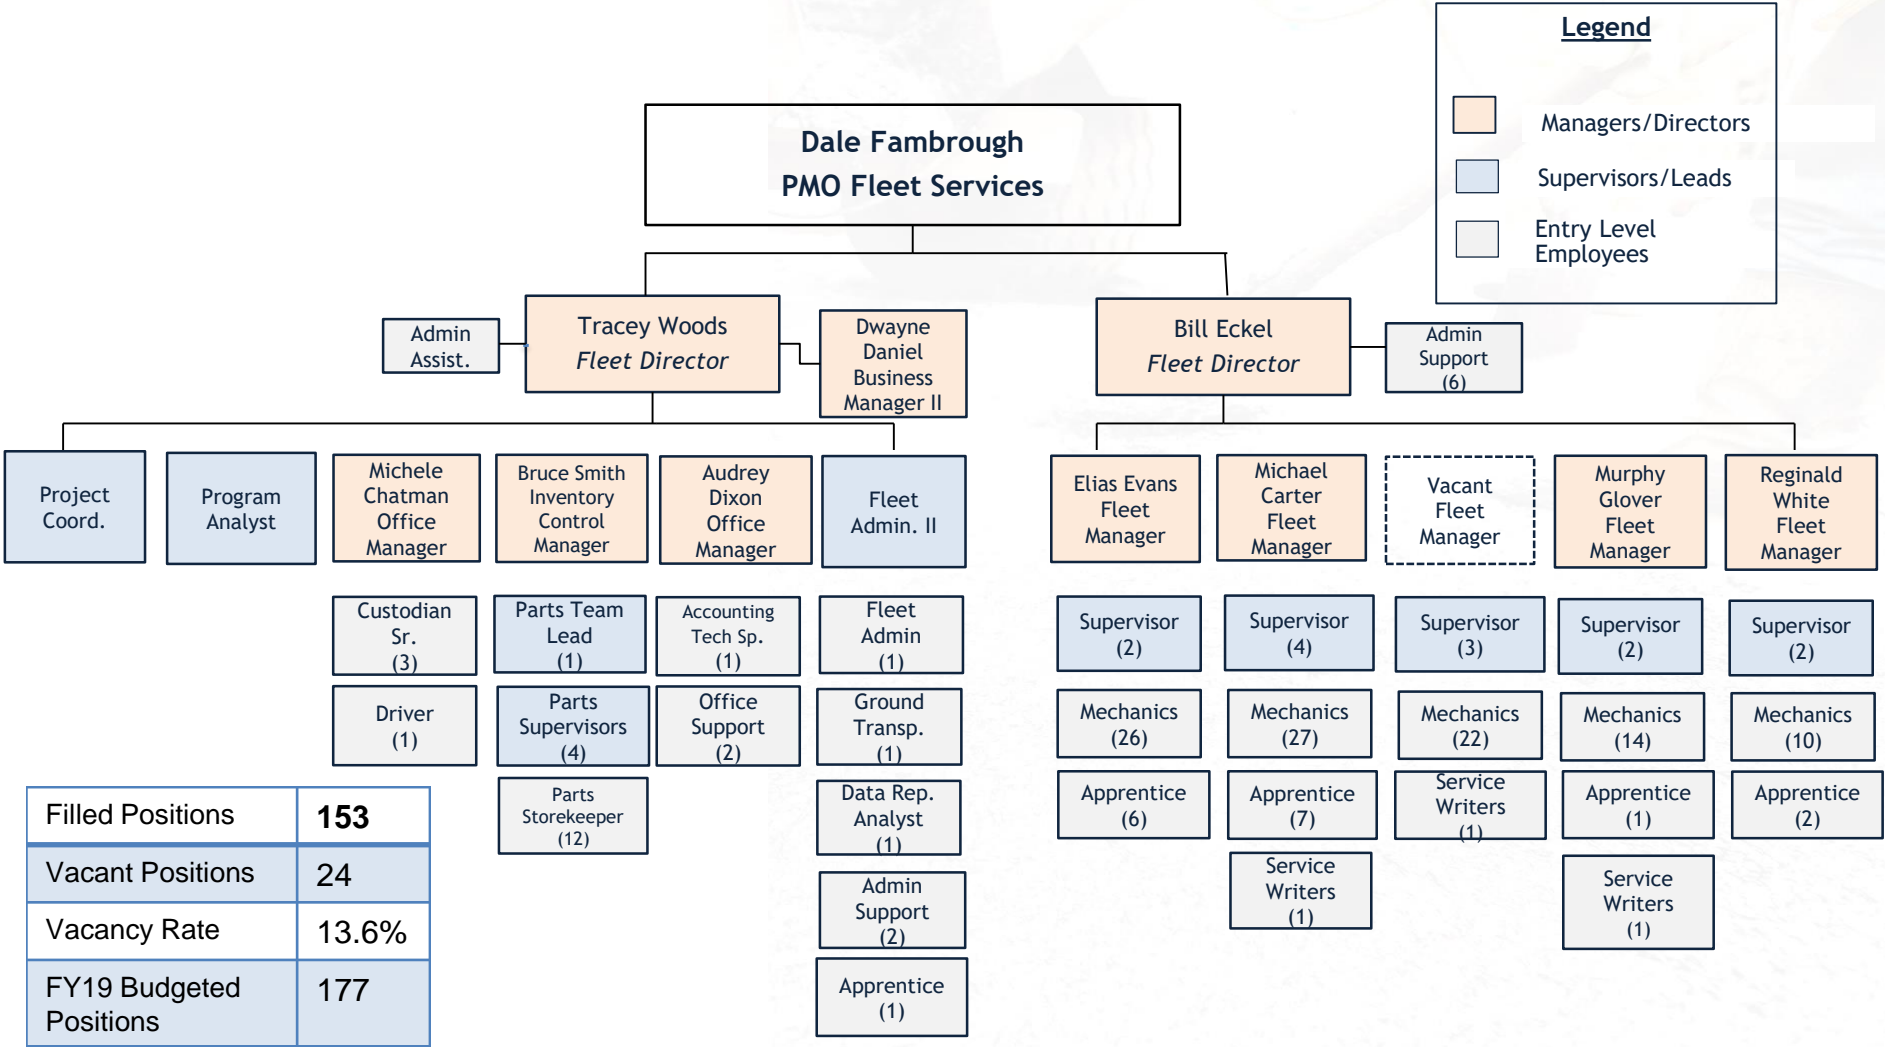 Legend
Managers/Directors
Supervisors/Leads
Entry Level
Employees
Dale Fambrough
PMO Fleet Services
Admin
Assist.
Tracey Woods
Fleet Director
Dwayne
Daniel
Business
Manager II
Bill Eckel
Fleet Director
Admin
Support
(6)
Project
Coord.
Program
Analyst
Michele
Chatman
Office
Manager
Bruce Smith
Inventory
Control
Manager
Audrey
Dixon
Office
Manager
Fleet
Admin. II
Elias Evans
Fleet
Manager
Michael
Carter
Fleet
Manager
Vacant
Fleet
Manager
Murphy
Glover
Fleet
Manager
Reginald
White
Fleet
Manager
Custodian
Sr.
(3)
Parts Team
Lead
(1)
Accounting
Tech Sp.
(1)
Fleet
Admin
(1)
Supervisor
(2)
Supervisor
(4)
Supervisor
(3)
Supervisor
(2)
Supervisor
(2)
Driver
(1)
Parts
Supervisors
(4)
Office
Support
(2)
Ground
Transp.
(1)
Mechanics
(26)
Mechanics
(27)
Mechanics
(22)
Mechanics
(14)
Mechanics
(10)
Parts
Storekeeper
(12)
Data Rep.
Analyst
(1)
Apprentice
(6)
Apprentice
(7)
Service
Writers
(1)
Apprentice
(1)
Apprentice
(2)
Admin
Support
(2)
Service
Writers
(1)
Service
Writers
(1)
Apprentice
(1)
Filled Positions 153
Vacant Positions 24
Vacancy Rate 13.6%
FY19 Budgeted 177
Positions